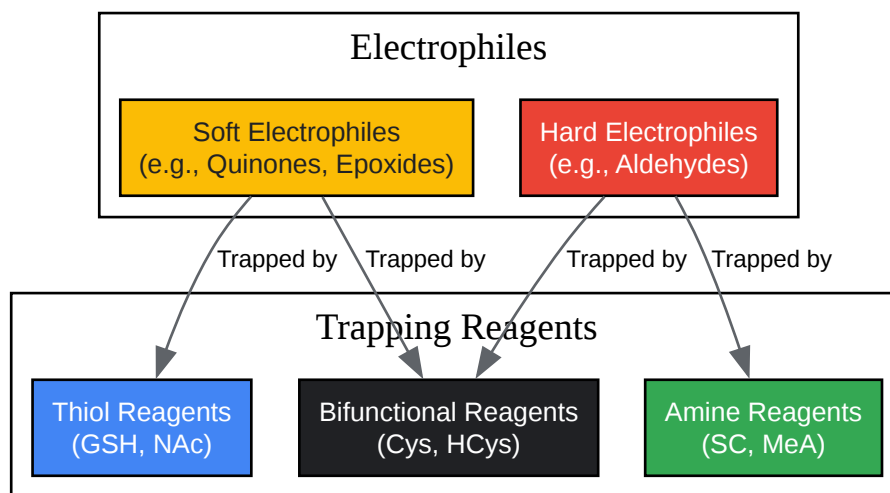 Electrophiles
Soft Electrophiles
(e.g., Quinones, Epoxides)
Hard Electrophiles
(e.g., Aldehydes)
Trapped by
Trapped by
Trapped by
Trapped by
Trapping Reagents
Thiol Reagents
(GSH, NAc)
Bifunctional Reagents
(Cys, HCys)
Amine Reagents
(SC, MeA)